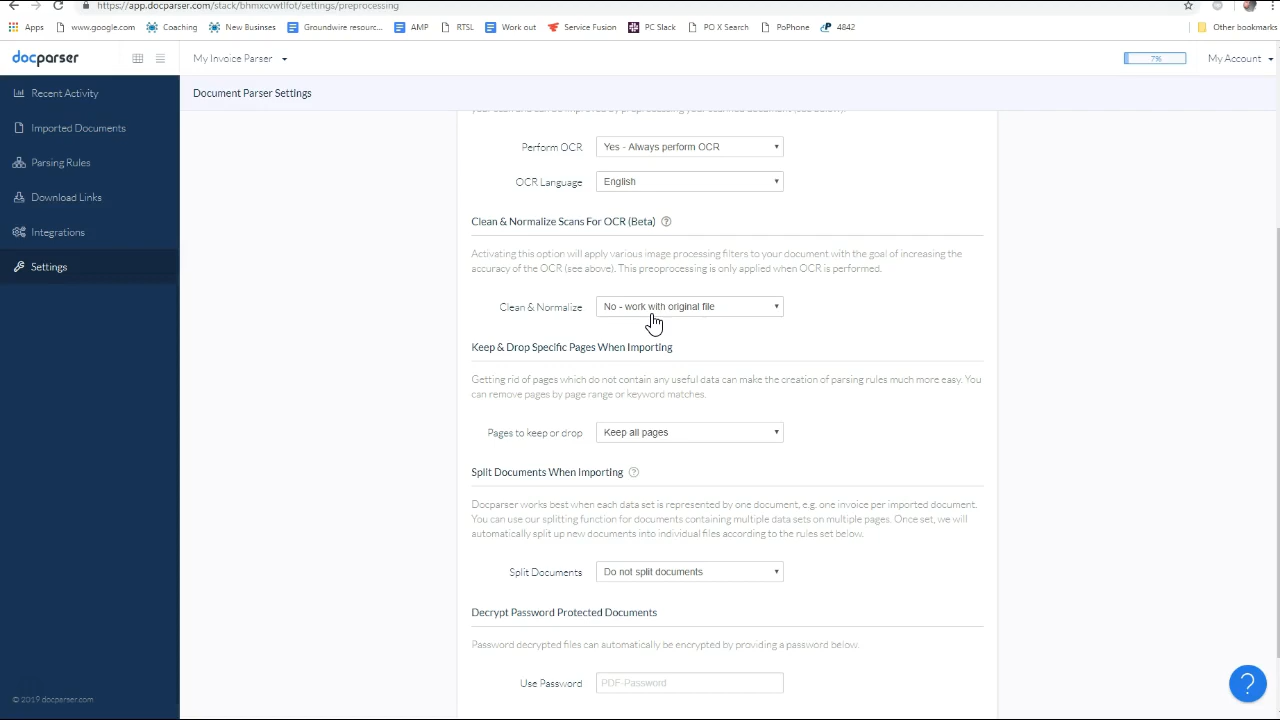 https://app.docparser.com/stack/bhmxcvwtlfot/settings/preprocessing
Apps www.google.com Coaching New Businses Groundwire resourc... AMP RTSL Work out Service Fusion PC Slack PO X Search PoPhone 4842 Other bookmarks
docparser My Invoice Parser 7% My Account
Recent Activity
Imported Documents
Parsing Rules
Download Links
Integrations
Settings
© 2019 docparser.com
Document Parser Settings
Perform OCR Yes - Always perform OCR
OCR Language English
Clean & Normalize Scans For OCR (Beta) ?
Activating this option will apply various image processing filters to your document with the goal of increasing the
accuracy of the OCR (see above). This preoprocessing is only applied when OCR is performed.
Clean & Normalize No - work with original file
Keep & Drop Specific Pages When Importing
Getting rid of pages which do not contain any useful data can make the creation of parsing rules much more easy. You
can remove pages by page range or keyword matches.
Pages to keep or drop Keep all pages
Split Documents When Importing ?
Docparser works best when each data set is represented by one document, e.g. one invoice per imported document.
You can use our splitting function for documents containing multiple data sets on multiple pages. Once set, we will
automatically split up new documents into individual files according to the rules set below.
Split Documents Do not split documents
Decrypt Password Protected Documents
Password decrypted files can automatically be encrypted by providing a password below.
Use Password PDF-Password
?